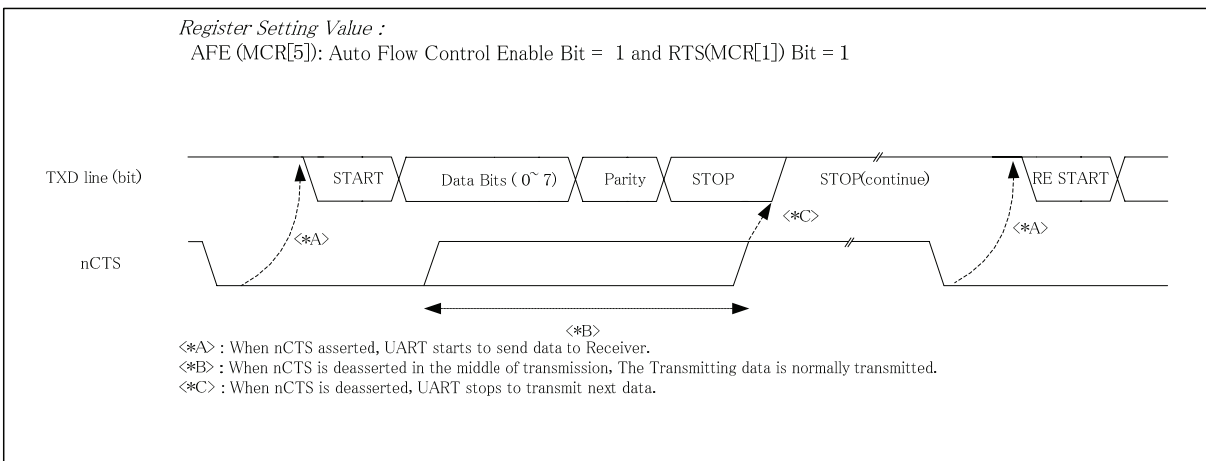 Register Setting Value :
AFE (MCR[5]): Auto Flow Control Enable Bit = 1 and RTS(MCR[1]) Bit = 1
TXD line (bit)
START
Data Bits ( 0~ 7)
Parity
STOP
STOP(continue)
RE START
<*A>
<*C>
<*A>
nCTS
<*B>
<*A> : When nCTS asserted, UART starts to send data to Receiver.
<*B> : When nCTS is deasserted in the middle of transmission, The Transmitting data is normally transmitted.
<*C> : When nCTS is deasserted, UART stops to transmit next data.